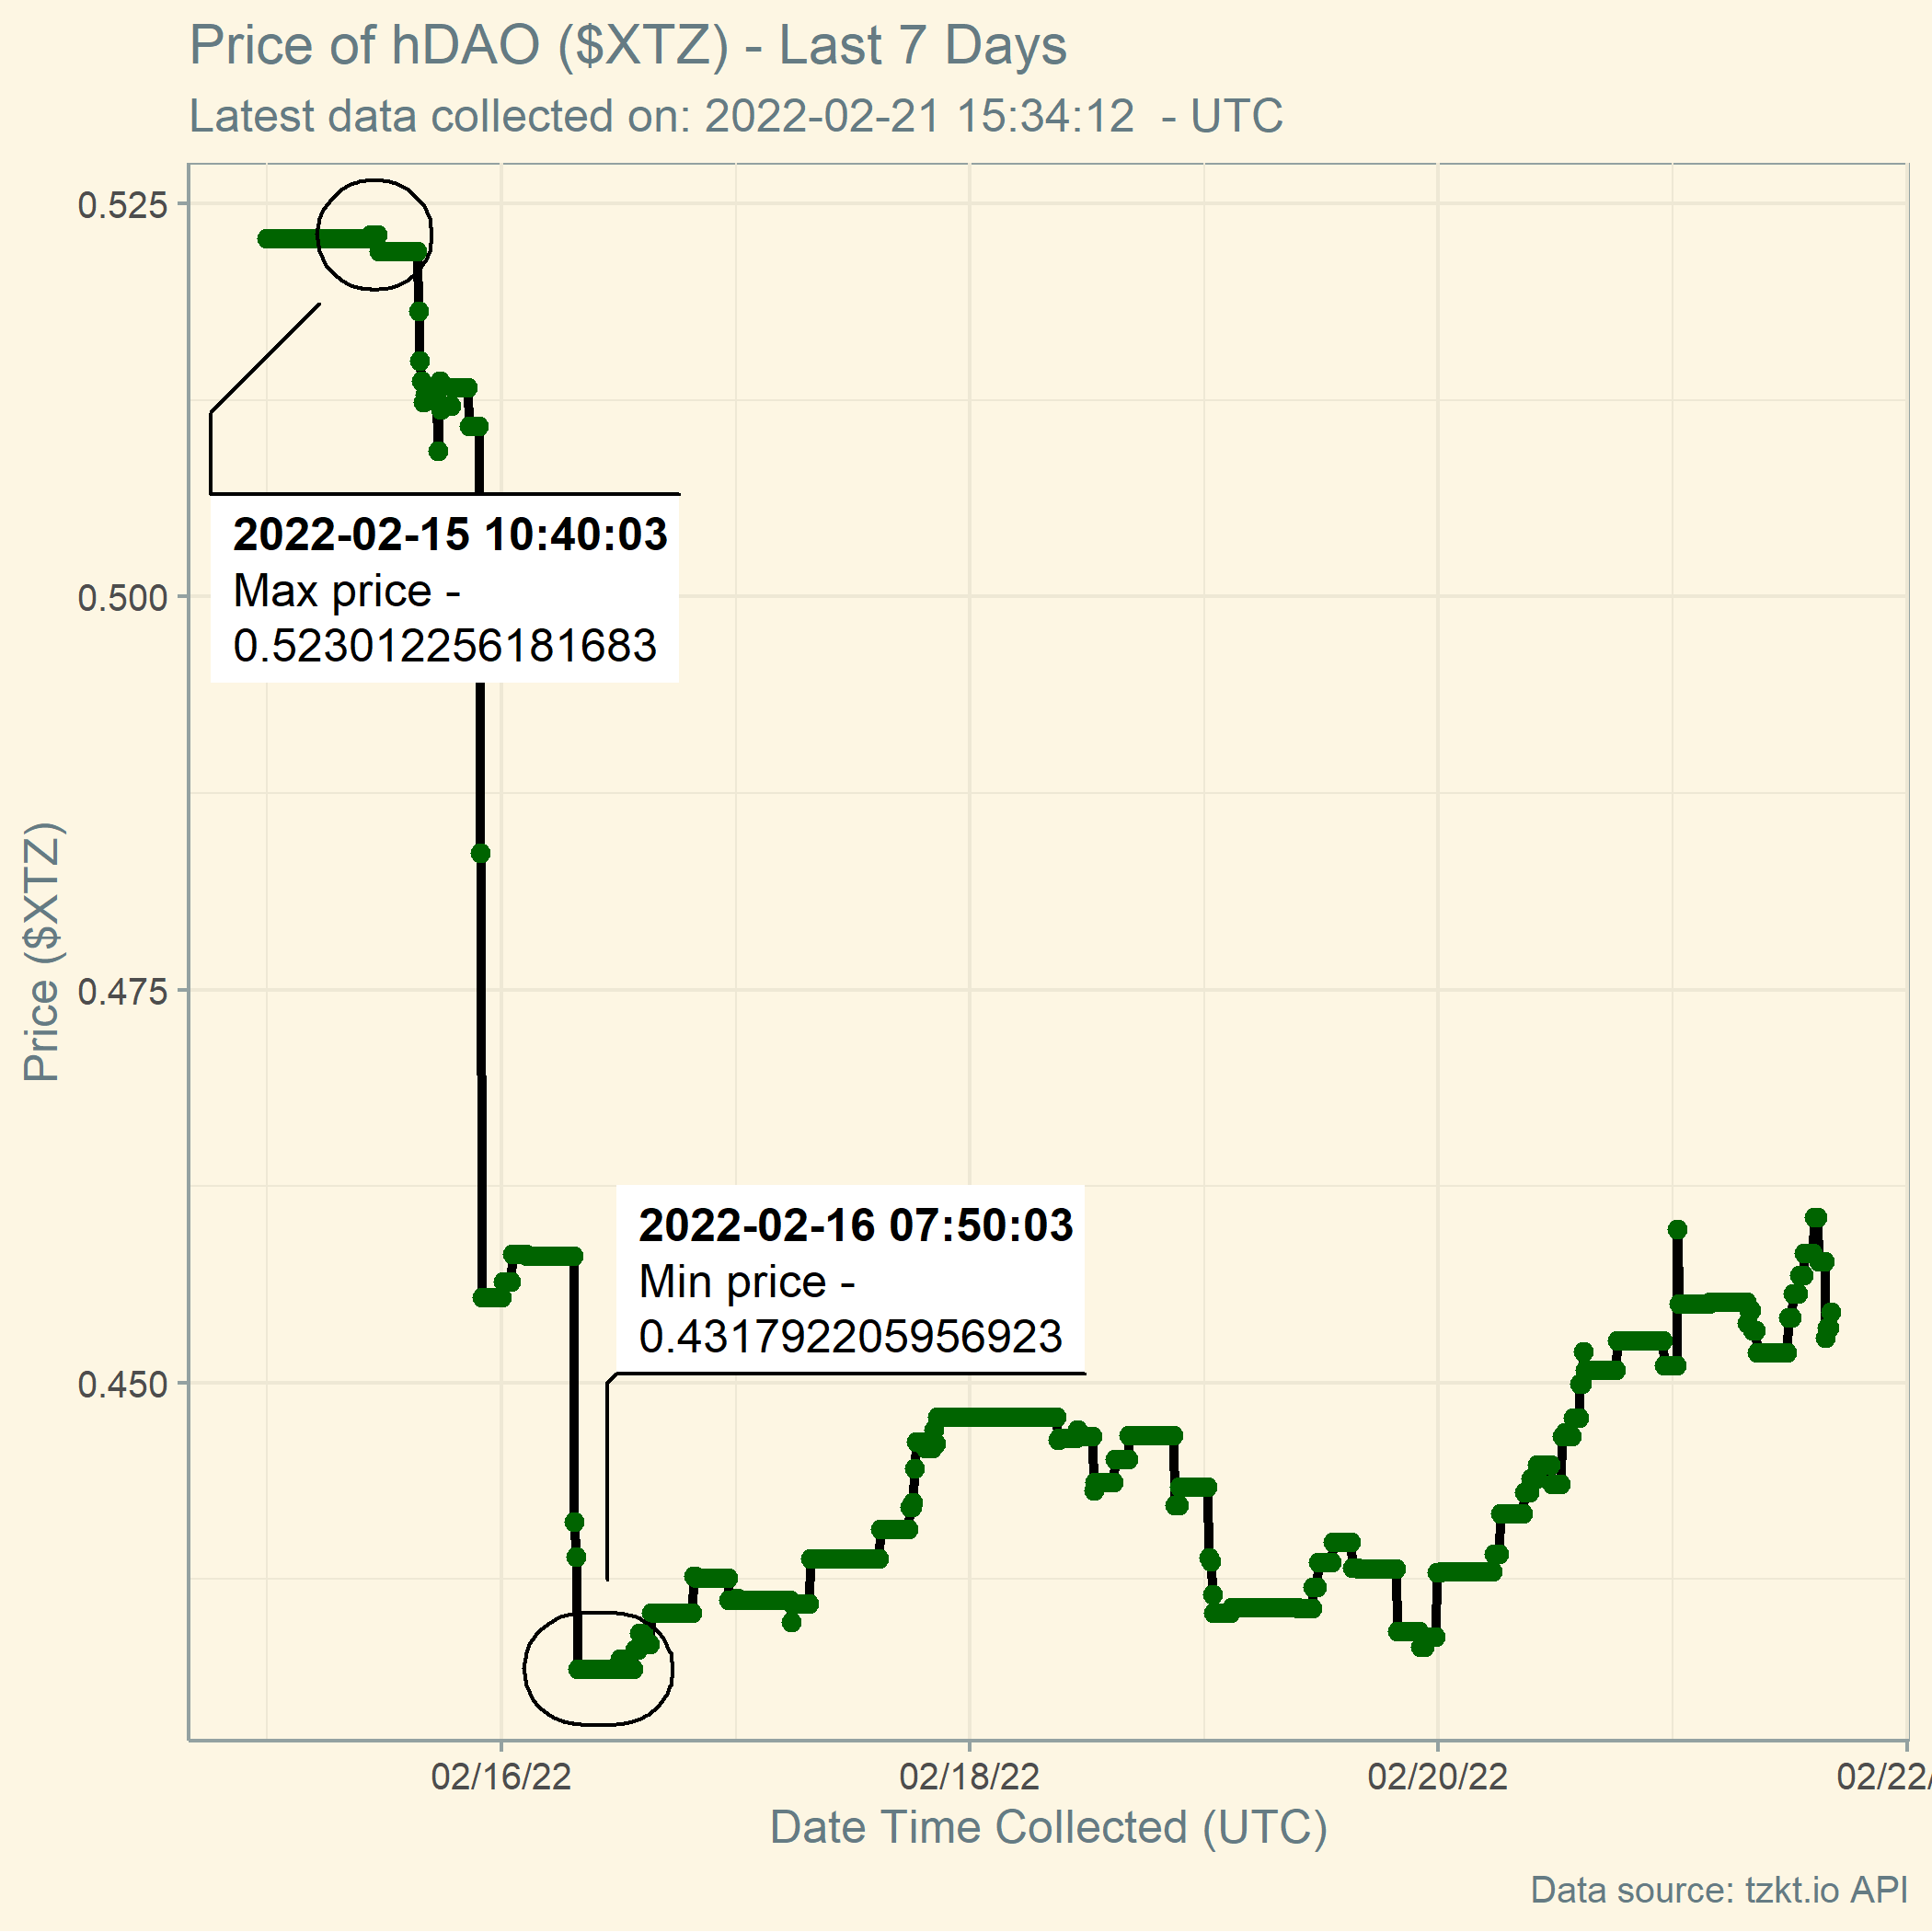 Price of hDAO ($XTZ) - Last 7 Days
Latest data collected on: 2022-02-21 15:34:12 - UTC
0.525
0.500
0.475
0.450
Price ($XTZ)
2022-02-15 10:40:03
Max price -
0.523012256181683
2022-02-16 07:50:03
Min price -
0.431792205956923
02/16/22
02/18/22
02/20/22
02/22/
Date Time Collected (UTC)
Data source: tzkt.io API